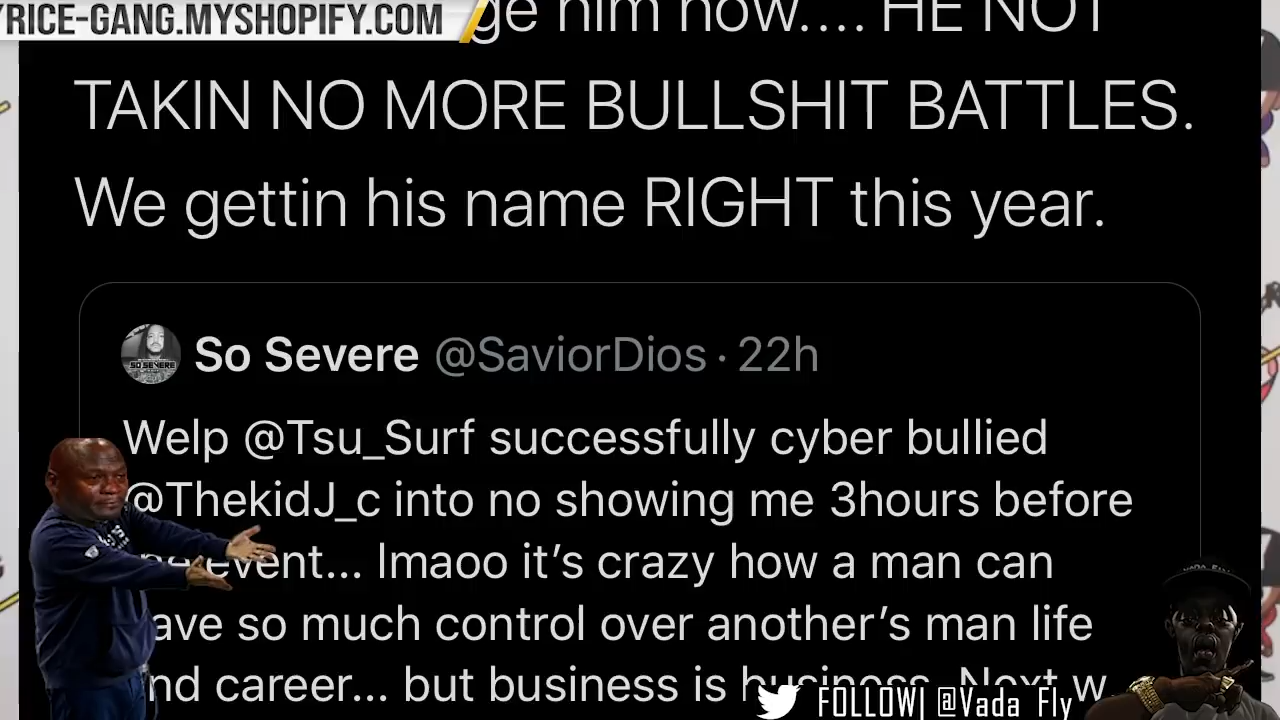 RICE-GANG.MYSHOPIFY.COM
ge him now.... HE NOT
TAKIN NO MORE BULLSHIT BATTLES.
We gettin his name RIGHT this year.
So Severe @SaviorDios · 22h
Welp @Tsu_Surf successfully cyber bullied
@ThekidJ_c into no showing me 3hours before
event... lmaoo it’s crazy how a man can
ave so much control over another’s man life
nd career... but business is business. Next w
FOLLOW| @Vada_Fly